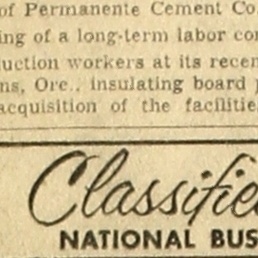 of Permanente Cement Co.
ing of a long-term labor con
uction workers at its recen
ns, Ore., insulating board p
acquisition of the facilitie
Classifie
NATIONAL BUS